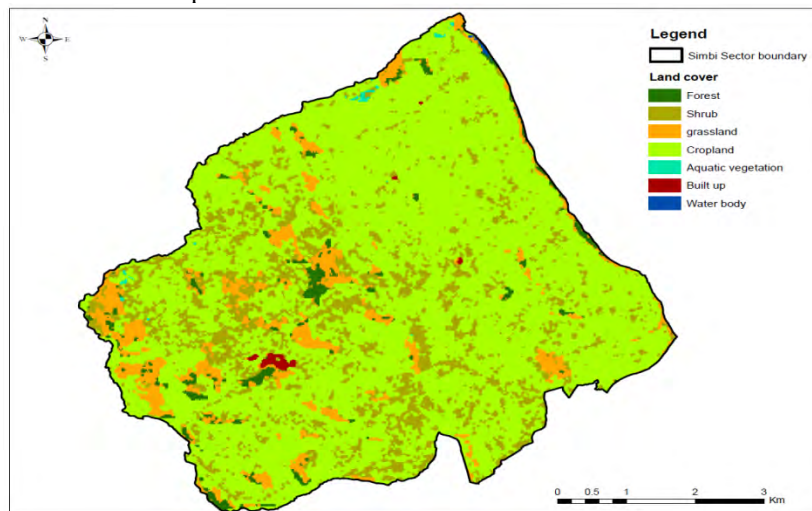 N
W E
S
Legend
Simbi Sector boundary
Land cover
Forest
Shrub
grassland
Cropland
Aquatic vegetation
Built up
Water body
0 0.5 1 2 3
Km